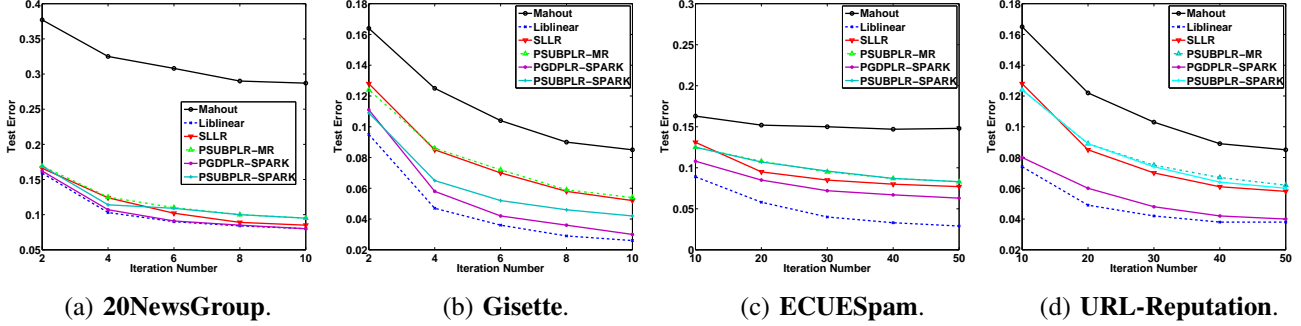 0.4
0.35
0.3
0.25
0.2
0.15
0.1
0.05
Test Error
2 4 6 8 10
Iteration Number
Mahout
Liblinear
SLLR
PSUBPLR-MR
PGDPLR-SPARK
PSUBPLR-SPARK
(a) 20NewsGroup.
0.18
0.16
0.14
0.12
0.1
0.08
0.06
0.04
0.02
Test Error
2 4 6 8 10
Iteration Number
Mahout
Liblinear
SLLR
PSUBPLR-MR
PGDPLR-SPARK
PSUBPLR-SPARK
(b) Gisette.
0.3
0.25
0.2
0.15
0.1
0.05
0
Test Error
10 20 30 40 50
Iteration Number
Mahout
Liblinear
SLLR
PSUBPLR-MR
PGDPLR-SPARK
PSUBPLR-SPARK
(c) ECUESpam.
0.18
0.16
0.14
0.12
0.1
0.08
0.06
0.04
0.02
Test Error
10 20 30 40 50
Iteration Number
Mahout
Liblinear
SLLR
PSUBPLR-MR
PGDPLR-SPARK
PSUBPLR-SPARK
(d) URL-Reputation.